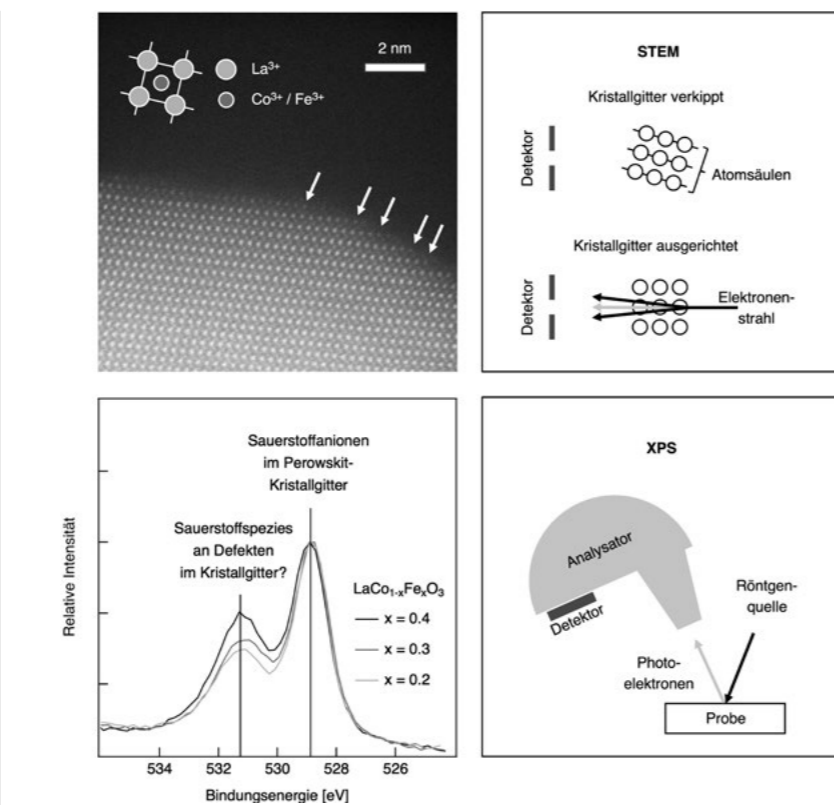 La³⁺
Co³⁺ / Fe³⁺
2 nm
STEM
Kristallgitter verkippt
Detektor
Atomsäulen
Kristallgitter ausgerichtet
Detektor
Elektronen-
strahl
Relative Intensität
Sauerstoffanionen
im Perowskit-
Kristallgitter
Sauerstoffspezies
an Defekten
im Kristallgitter?
LaCo₁₋ₓFeₓO₃
x = 0.4
x = 0.3
x = 0.2
534
532
530
528
526
Bindungsenergie [eV]
XPS
Analysator
Detektor
Röntgen-
quelle
Photo-
elektronen
Probe